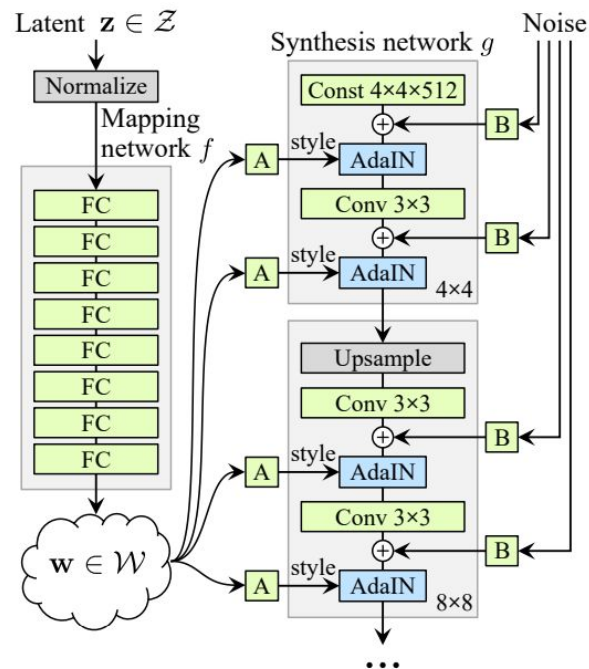 Latent z ∈ 𝒵
Normalize
Mapping
network f
FC
FC
FC
FC
FC
FC
FC
FC
w ∈ 𝒲
Synthesis network g
Noise
Const 4×4×512
B
A
style
AdaIN
Conv 3×3
B
A
style
AdaIN
4×4
Upsample
Conv 3×3
B
A
style
AdaIN
Conv 3×3
B
A
style
AdaIN
8×8
...